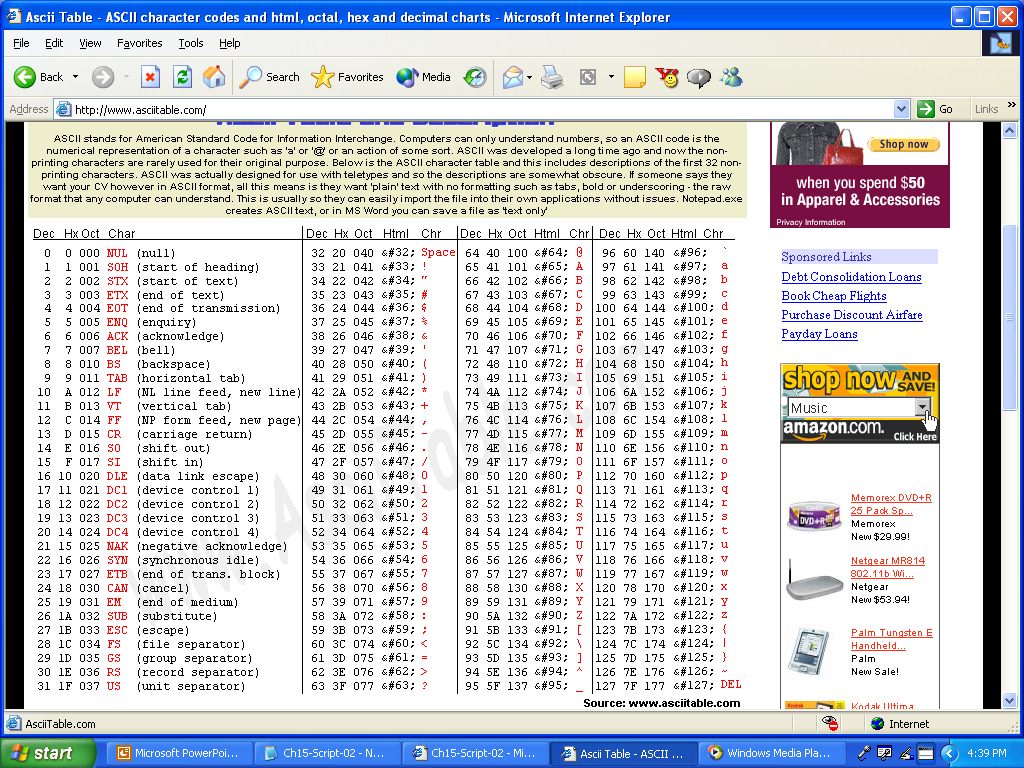 Ascii Table - ASCII character codes and html, octal, hex and decimal charts - Microsoft Internet Explorer
File Edit View Favorites Tools Help
Back Search Favorites Media
Address http://www.asciitable.com/ Go Links »
ASCII stands for American Standard Code for Information Interchange. Computers can only understand numbers, so an ASCII code is the
numerical representation of a character such as 'a' or '@' or an action of some sort. ASCII was developed a long time ago and now the non-
printing characters are rarely used for their original purpose. Below is the ASCII character table and this includes descriptions of the first 32 non-
printing characters. ASCII was actually designed for use with teletypes and so the descriptions are somewhat obscure. If someone says they
want your CV however in ASCII format, all this means is they want 'plain' text with no formatting such as tabs, bold or underscoring - the raw
format that any computer can understand. This is usually so they can easily import the file into their own applications without issues. Notepad.exe
creates ASCII text, or in MS Word you can save a file as 'text only'
Dec Hx Oct Char Dec Hx Oct Html Chr Dec Hx Oct Html Chr Dec Hx Oct Html Chr
0 0 000 NUL (null) 32 20 040 &#32; Space 64 40 100 &#64; @ 96 60 140 &#96; `
1 1 001 SOH (start of heading) 33 21 041 &#33; ! 65 41 101 &#65; A 97 61 141 &#97; a
2 2 002 STX (start of text) 34 22 042 &#34; " 66 42 102 &#66; B 98 62 142 &#98; b
3 3 003 ETX (end of text) 35 23 043 &#35; # 67 43 103 &#67; C 99 63 143 &#99; c
4 4 004 EOT (end of transmission) 36 24 044 &#36; $ 68 44 104 &#68; D 100 64 144 &#100; d
5 5 005 ENQ (enquiry) 37 25 045 &#37; % 69 45 105 &#69; E 101 65 145 &#101; e
6 6 006 ACK (acknowledge) 38 26 046 &#38; & 70 46 106 &#70; F 102 66 146 &#102; f
7 7 007 BEL (bell) 39 27 047 &#39; ' 71 47 107 &#71; G 103 67 147 &#103; g
8 8 010 BS (backspace) 40 28 050 &#40; ( 72 48 110 &#72; H 104 68 150 &#104; h
9 9 011 TAB (horizontal tab) 41 29 051 &#41; ) 73 49 111 &#73; I 105 69 151 &#105; i
10 A 012 LF (NL line feed, new line) 42 2A 052 &#42; * 74 4A 112 &#74; J 106 6A 152 &#106; j
11 B 013 VT (vertical tab) 43 2B 053 &#43; + 75 4B 113 &#75; K 107 6B 153 &#107; k
12 C 014 FF (NP form feed, new page) 44 2C 054 &#44; , 76 4C 114 &#76; L 108 6C 154 &#108; l
13 D 015 CR (carriage return) 45 2D 055 &#45; - 77 4D 115 &#77; M 109 6D 155 &#109; m
14 E 016 SO (shift out) 46 2E 056 &#46; . 78 4E 116 &#78; N 110 6E 156 &#110; n
15 F 017 SI (shift in) 47 2F 057 &#47; / 79 4F 117 &#79; O 111 6F 157 &#111; o
16 10 020 DLE (data link escape) 48 30 060 &#48; 0 80 50 120 &#80; P 112 70 160 &#112; p
17 11 021 DC1 (device control 1) 49 31 061 &#49; 1 81 51 121 &#81; Q 113 71 161 &#113; q
18 12 022 DC2 (device control 2) 50 32 062 &#50; 2 82 52 122 &#82; R 114 72 162 &#114; r
19 13 023 DC3 (device control 3) 51 33 063 &#51; 3 83 53 123 &#83; S 115 73 163 &#115; s
20 14 024 DC4 (device control 4) 52 34 064 &#52; 4 84 54 124 &#84; T 116 74 164 &#116; t
21 15 025 NAK (negative acknowledge) 53 35 065 &#53; 5 85 55 125 &#85; U 117 75 165 &#117; u
22 16 026 SYN (synchronous idle) 54 36 066 &#54; 6 86 56 126 &#86; V 118 76 166 &#118; v
23 17 027 ETB (end of trans. block) 55 37 067 &#55; 7 87 57 127 &#87; W 119 77 167 &#119; w
24 18 030 CAN (cancel) 56 38 070 &#56; 8 88 58 130 &#88; X 120 78 170 &#120; x
25 19 031 EM (end of medium) 57 39 071 &#57; 9 89 59 131 &#89; Y 121 79 171 &#121; y
26 1A 032 SUB (substitute) 58 3A 072 &#58; : 90 5A 132 &#90; Z 122 7A 172 &#122; z
27 1B 033 ESC (escape) 59 3B 073 &#59; ; 91 5B 133 &#91; [ 123 7B 173 &#123; {
28 1C 034 FS (file separator) 60 3C 074 &#60; < 92 5C 134 &#92; \ 124 7C 174 &#124; |
29 1D 035 GS (group separator) 61 3D 075 &#61; = 93 5D 135 &#93; ] 125 7D 175 &#125; }
30 1E 036 RS (record separator) 62 3E 076 &#62; > 94 5E 136 &#94; ^ 126 7E 176 &#126; ~
31 1F 037 US (unit separator) 63 3F 077 &#63; ? 95 5F 137 &#95; _ 127 7F 177 &#127; DEL
Source: www.asciitable.com
Shop now
when you spend $50
in Apparel & Accessories
Privacy Information
Sponsored Links
Debt Consolidation Loans
Book Cheap Flights
Purchase Discount Airfare
Payday Loans
shop now AND SAVE!
Music
amazon.com.
Click Here
Memorex DVD+R
25 Pack Sp...
Memorex
New $29.99!
Netgear MR814
802.11b Wi...
Netgear
New $53.94!
Palm Tungsten E
Handheld...
Palm
New Sale!
Kodak Ultima
AsciiTable.com Internet
start Microsoft PowerPoi... Ch15-Script-02 - N... Ch15-Script-02 - Mi... Ascii Table - ASCII ... Windows Media Pla... 4:39 PM